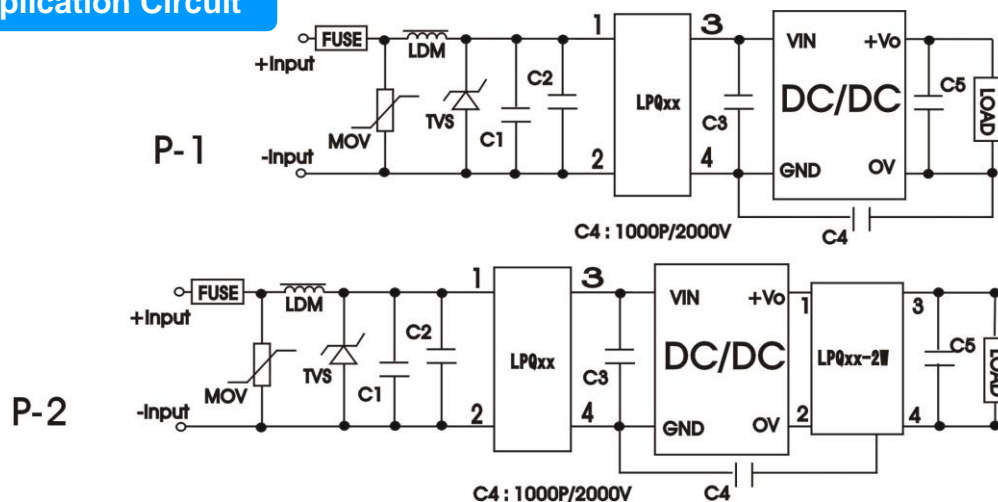 plication Circuit
P-1
+Input
FUSE
LDM
MOV
TVS
C1
C2
-Input
1
2
LPQxx
3
4
C3
VIN
+Vo
DC/DC
GND
OV
C5
LOAD
C4 : 1000P/2000V
C4
P-2
+Input
FUSE
LDM
MOV
TVS
C1
C2
-Input
1
2
LPQxx
3
4
C3
VIN
+Vo
DC/DC
GND
OV
1
2
LPQxx-2W
3
4
C5
LOAD
C4 : 1000P/2000V
C4